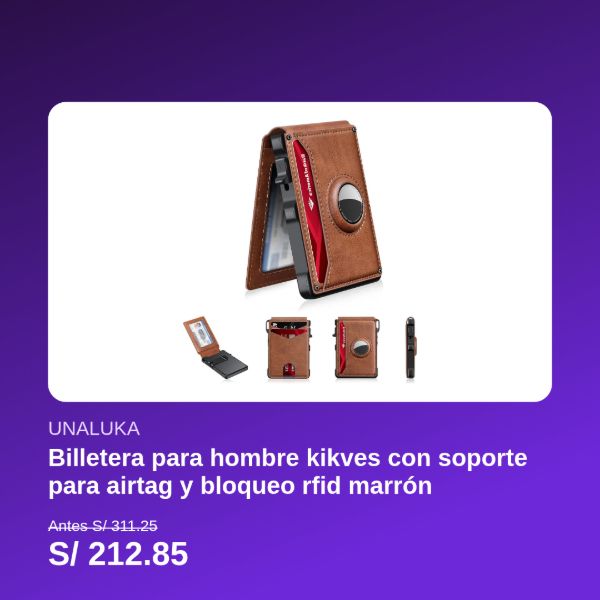 UNALUKA
Billetera para hombre kikves con soporte
para airtag y bloqueo rfid marrón
Antes S/ 311.25
S/ 212.85